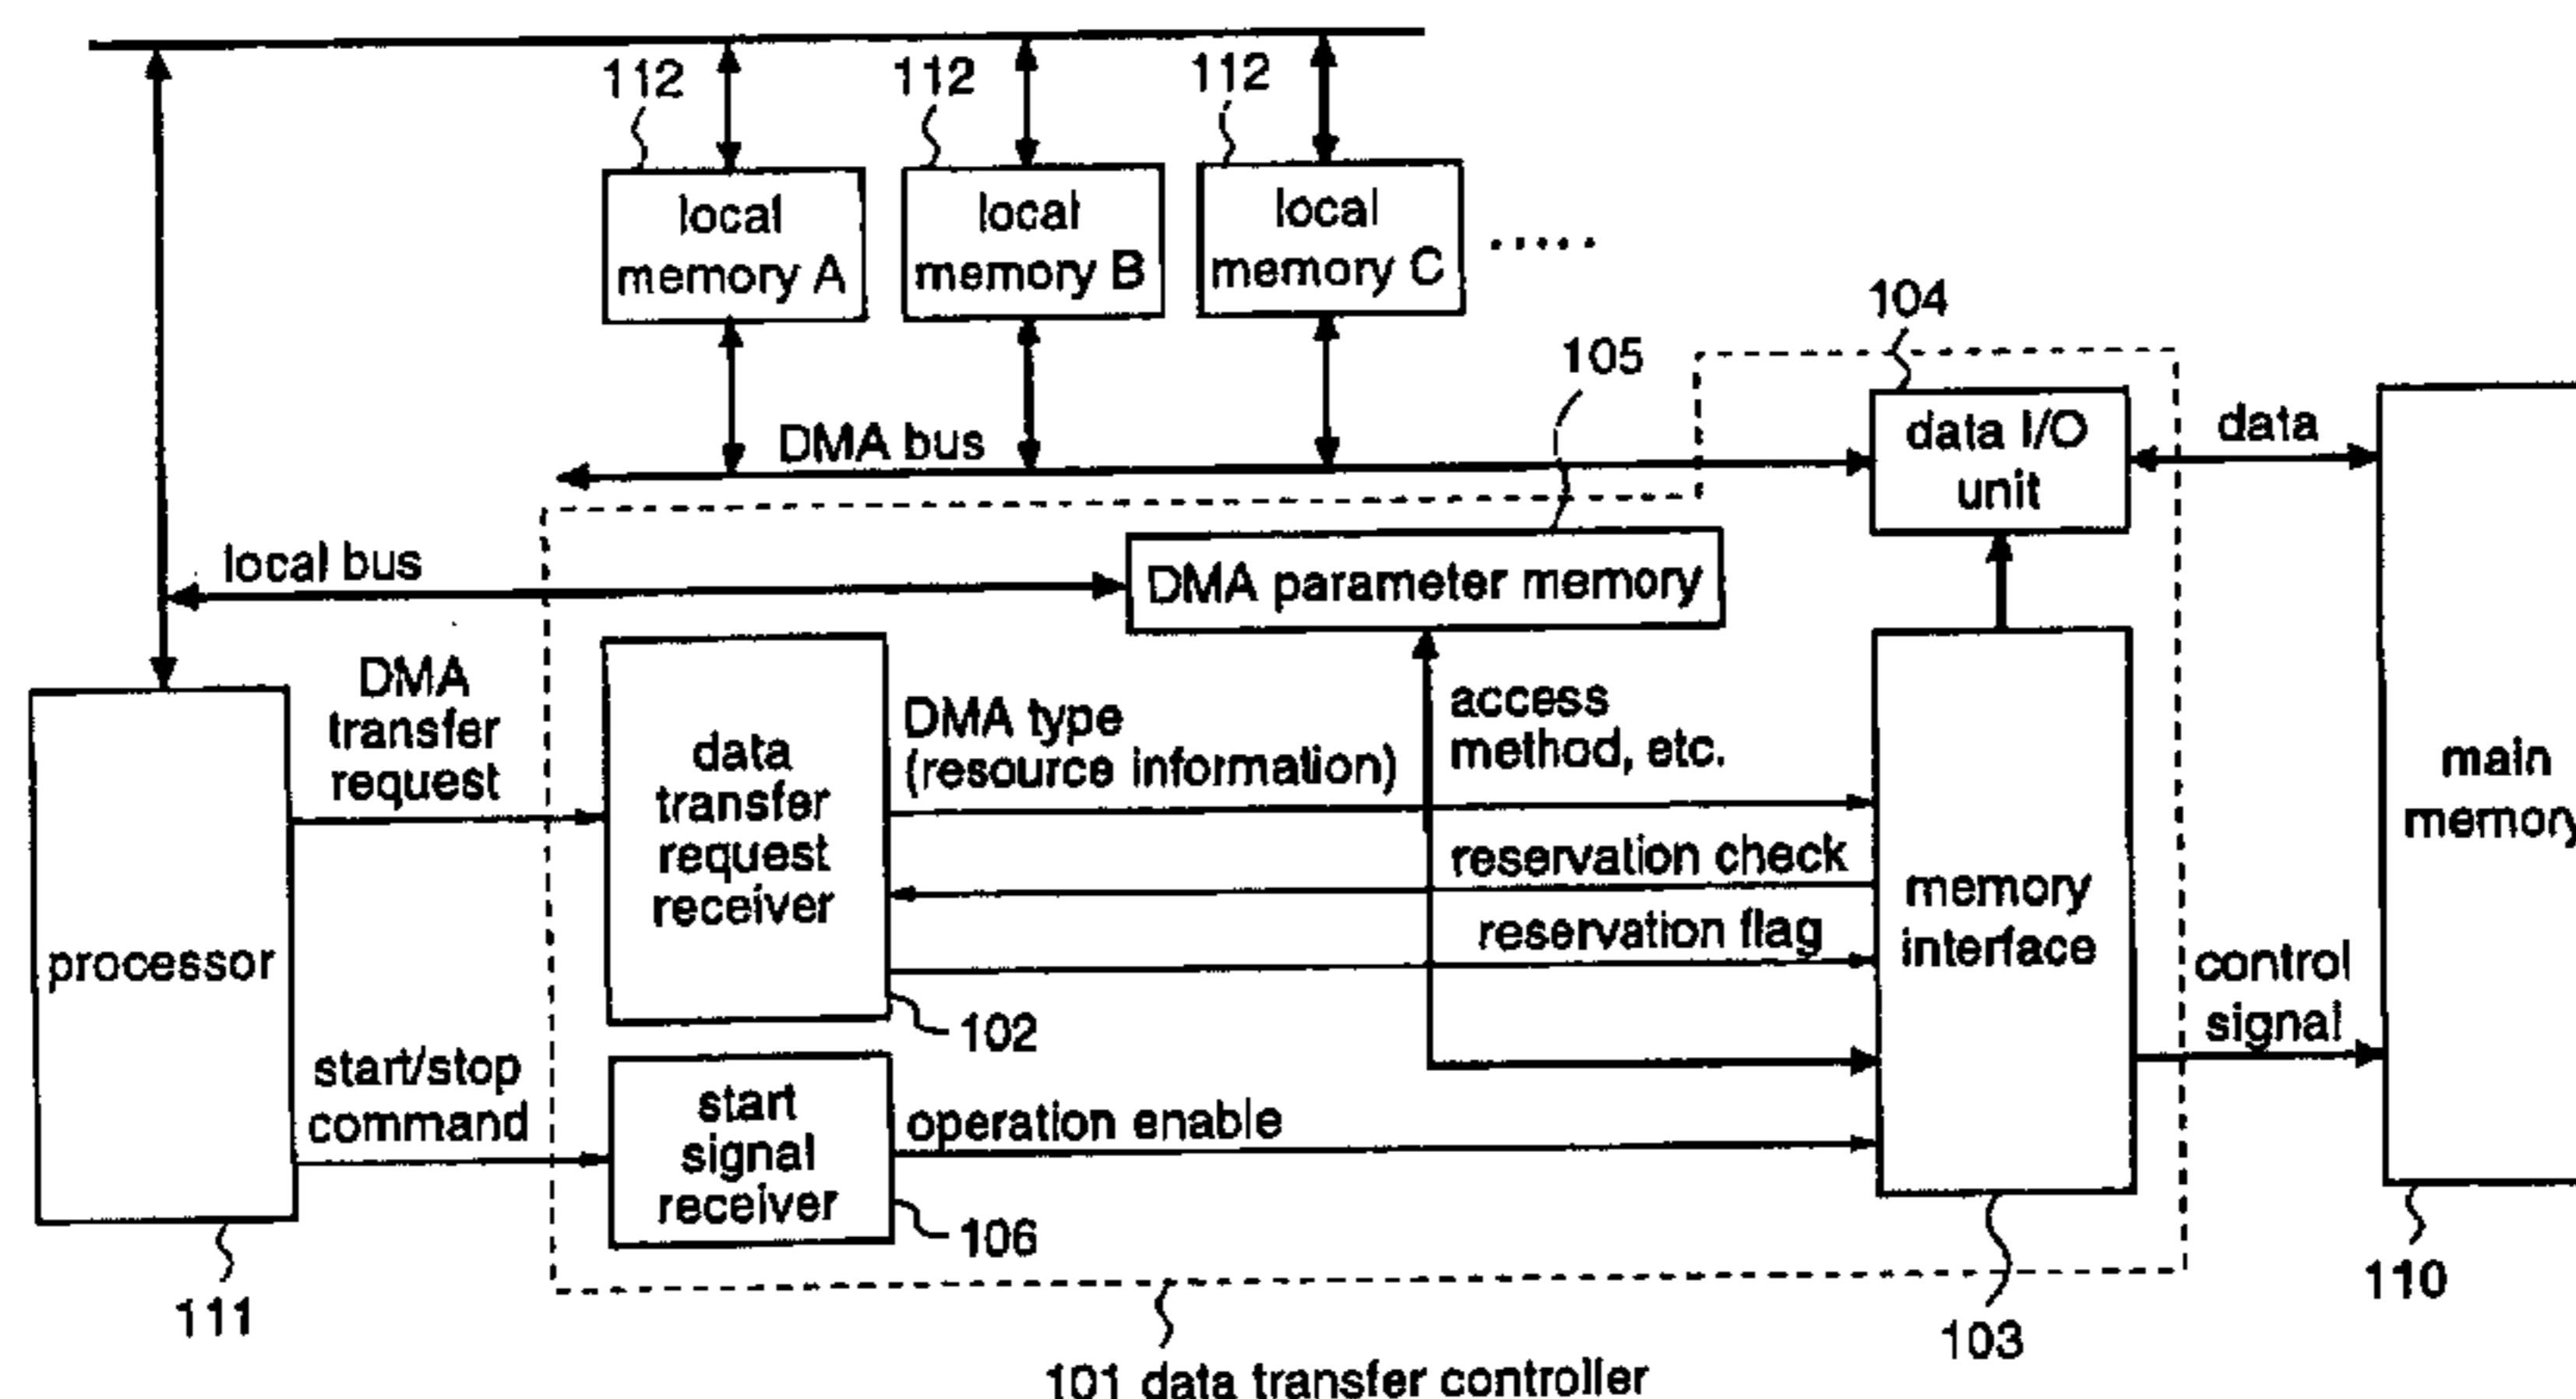 112
112
112
local
memory A
local
memory B
local
memory C
.....
104
105
DMA bus
data I/O
unit
data
local bus
DMA parameter memory
DMA
transfer
request
data
transfer
request
receiver
DMA type
(resource information)
access
method, etc.
reservation check
reservation flag
memory
interface
main
memory
processor
control
signal
102
start/stop
command
start
signal
receiver
operation enable
106
111
103
110
101 data transfer controller